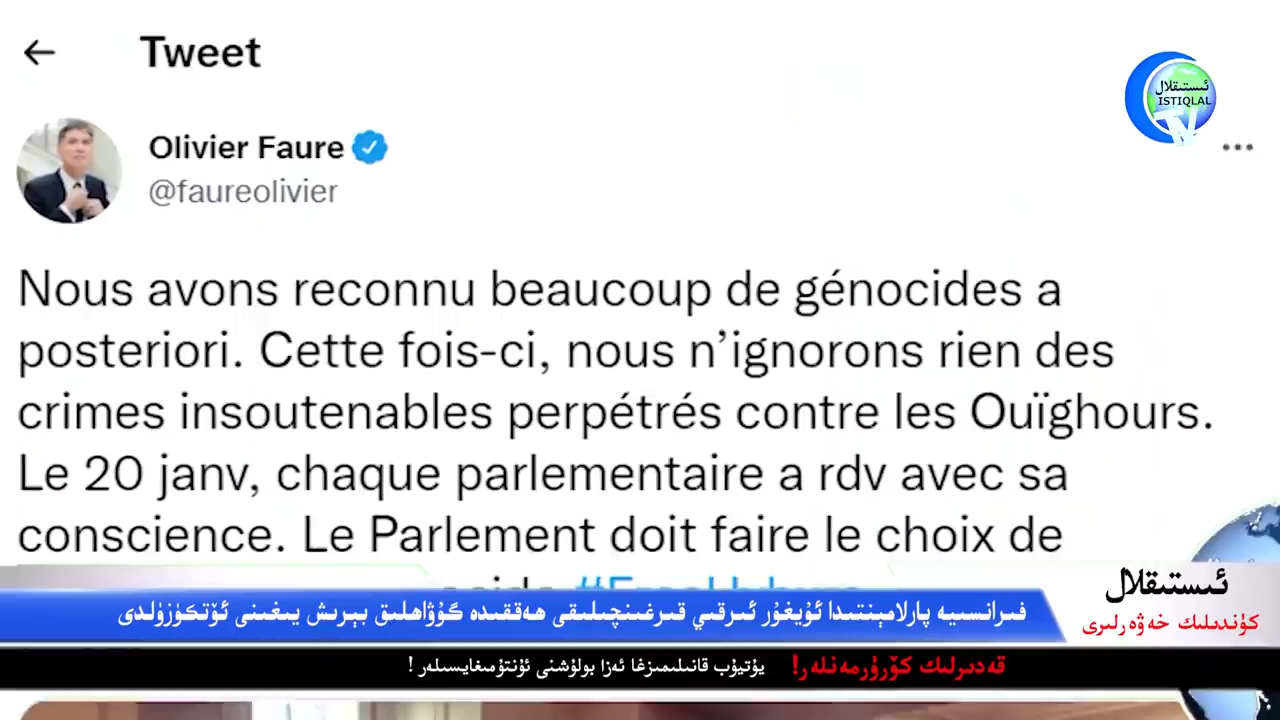 Tweet
ئىستىقلال
ISTIQLAL
TV
Olivier Faure
@faureolivier
Nous avons reconnu beaucoup de génocides a
posteriori. Cette fois-ci, nous n’ignorons rien des
crimes insoutenables perpétrés contre les Ouïghours.
Le 20 janv, chaque parlementaire a rdv avec sa
conscience. Le Parlement doit faire le choix de
ئىستىقلال
كۈندىلىك خەۋەرلىرى
فىرانسىيە پارلامېنتىدا ئۇيغۇر ئىرقىي قىرغىنچىلىقى ھەققىدە گۇۋاھلىق بېرىش يىغىنى ئۆتكۈزۈلدى
قەدىرلىك كۆرۈرمەنلەر! يۇتيۇب قانىلىمىزغا ئەزا بولۇشنى ئۇنتۇمىغايسىلەر !